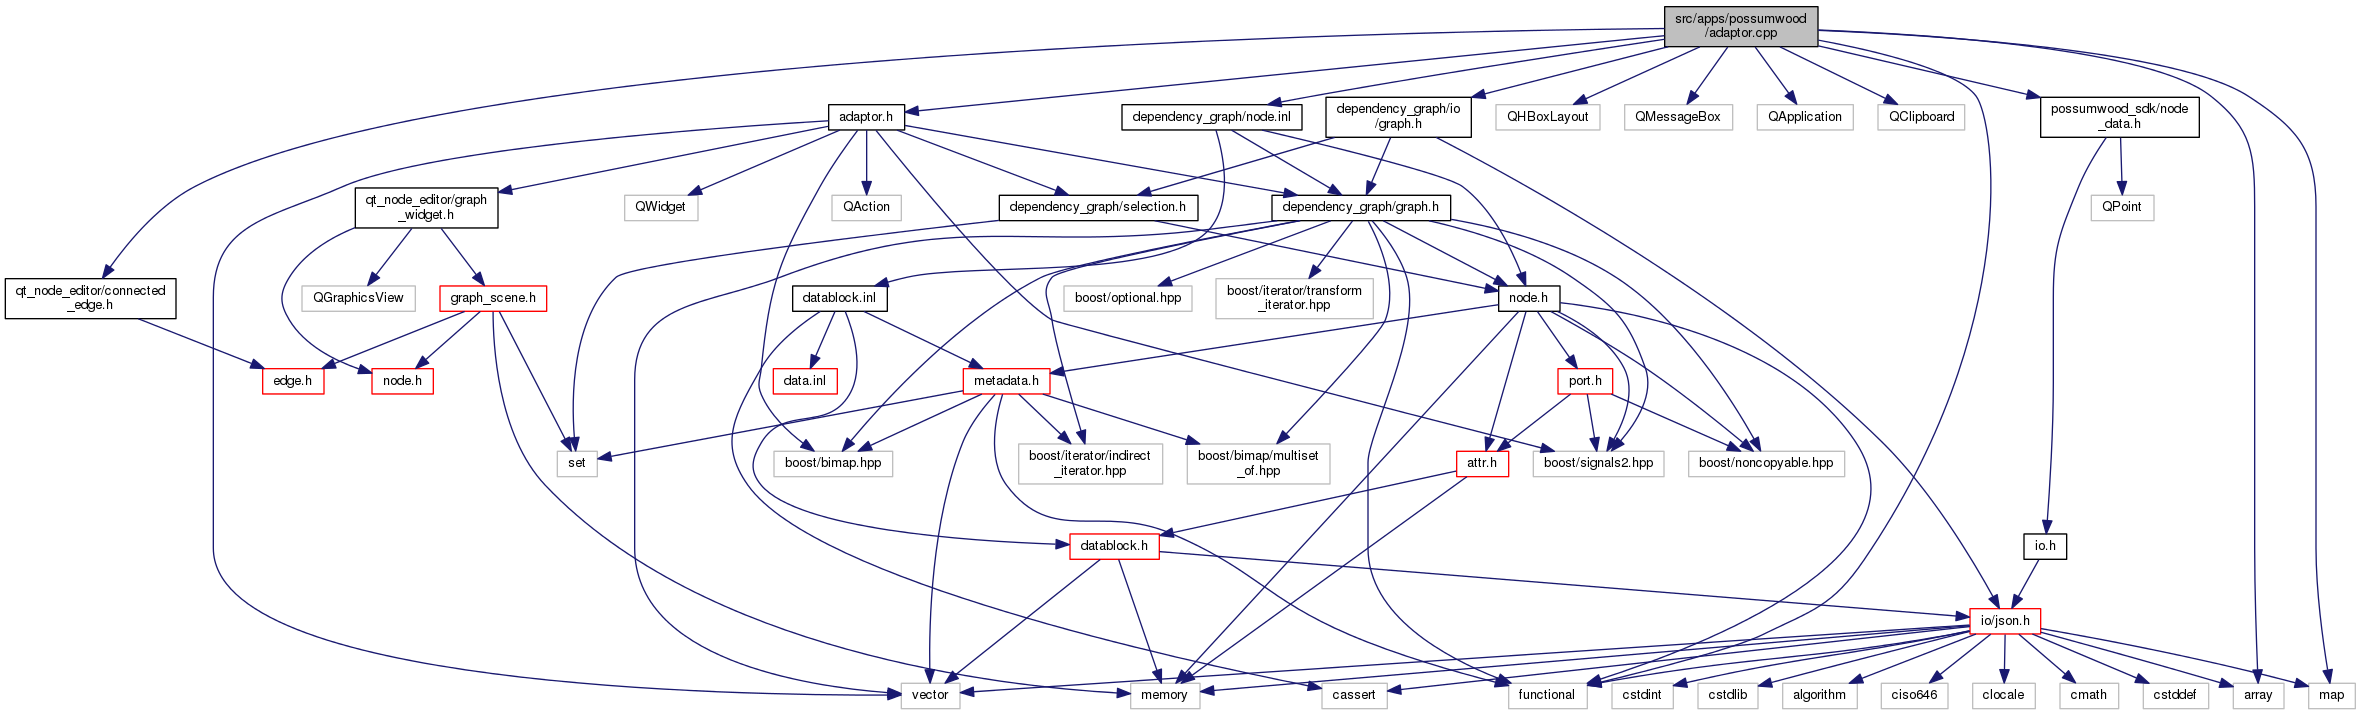 src/apps/possumwood
/adaptor.cpp
adaptor.h
dependency_graph/node.inl
dependency_graph/io
/graph.h
QHBoxLayout
QMessageBox
QApplication
QClipboard
possumwood_sdk/node
_data.h
qt_node_editor/graph
_widget.h
QWidget
QAction
dependency_graph/selection.h
dependency_graph/graph.h
QPoint
qt_node_editor/connected
_edge.h
QGraphicsView
graph_scene.h
datablock.inl
boost/optional.hpp
boost/iterator/transform
_iterator.hpp
node.h
edge.h
node.h
data.inl
metadata.h
port.h
set
boost/bimap.hpp
boost/iterator/indirect
_iterator.hpp
boost/bimap/multiset
_of.hpp
attr.h
boost/signals2.hpp
boost/noncopyable.hpp
datablock.h
io.h
io/json.h
vector
memory
cassert
functional
cstdint
cstdlib
algorithm
ciso646
clocale
cmath
cstddef
array
map